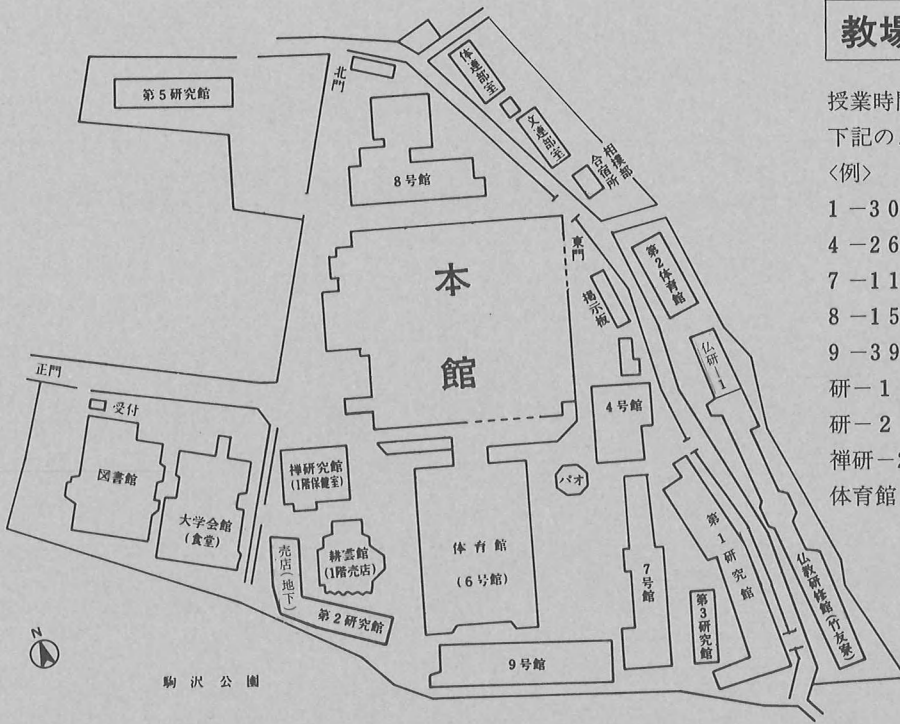 教場
授業時間
下記の
〈例〉
1－30
4－26
7－11
8－15
9－39
研－1
研－2
禅研－2
体育館
第5研究館
北門
体連部室
文連部室
相撲部
合宿所
8号館
本
館
東門
掲示板
第2体育館
仏研－1
正門
受付
図書館
大学会館
(食堂)
禅研究館
(1階保健室)
耕雲館
(1階売店)
売店(地下)
第2研究館
体育館
(6号館)
4号館
パオ
7号館
第1研究館
第3研究館
仏教研修館(竹友寮)
9号館
N
駒沢公園